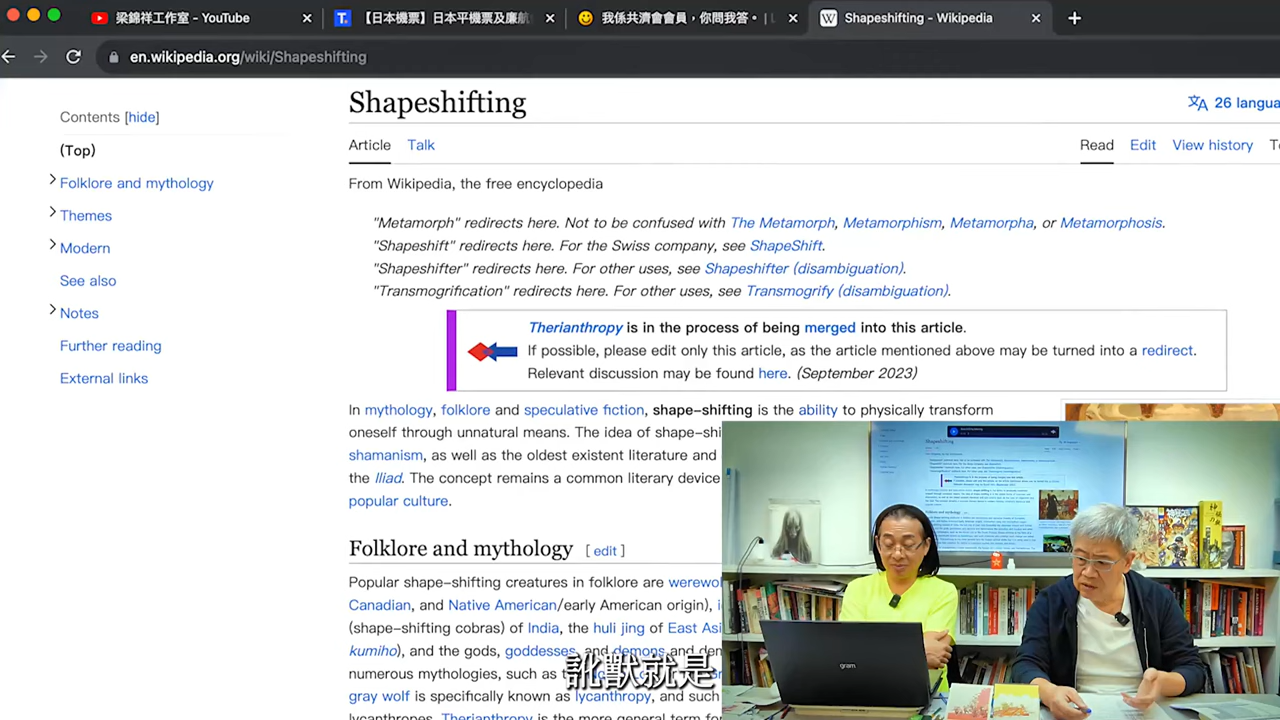 梁錦祥工作室 - YouTube
【日本機票】日本平機票及廉航
我係共濟會會員，你問我答。
Shapeshifting - Wikipedia
en.wikipedia.org/wiki/Shapeshifting
Contents [hide]
(Top)
Folklore and mythology
Themes
Modern
See also
Notes
Further reading
External links
Shapeshifting
26 langua
Article
Talk
Read
Edit
View history
From Wikipedia, the free encyclopedia
"Metamorph" redirects here. Not to be confused with The Metamorph, Metamorphism, Metamorpha, or Metamorphosis.
"Shapeshift" redirects here. For the Swiss company, see ShapeShift.
"Shapeshifter" redirects here. For other uses, see Shapeshifter (disambiguation).
"Transmogrification" redirects here. For other uses, see Transmogrify (disambiguation).
Therianthropy is in the process of being merged into this article.
If possible, please edit only this article, as the article mentioned above may be turned into a redirect.
Relevant discussion may be found here. (September 2023)
In mythology, folklore and speculative fiction, shape-shifting is the ability to physically transform
oneself through unnatural means. The idea of shape-shi
shamanism, as well as the oldest existent literature and
the Iliad. The concept remains a common literary devic
popular culture.
Folklore and mythology [ edit ]
Popular shape-shifting creatures in folklore are werewol
Canadian, and Native American/early American origin), i
(shape-shifting cobras) of India, the huli jing of East Asi
kumiho), and the gods, goddesses, and demons and dem
numerous mythologies, such as
gray wolf is specifically known as lycanthropy, and such
lycanthropes. Therianthropy is the more general term fo
訛獸就是
gram